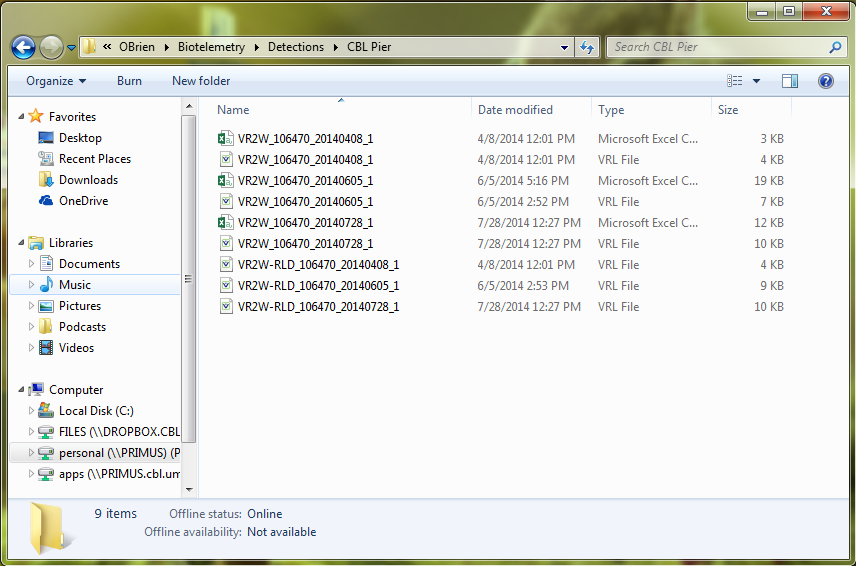 « OBrien Biotelemetry Detections CBL Pier Search CBL Pier
Organize Burn New folder
Favorites
Desktop
Recent Places
Downloads
OneDrive
Libraries
Documents
Music
Pictures
Podcasts
Videos
Computer
Local Disk (C:)
FILES (\\DROPBOX.CBL
personal (\\PRIMUS) (P
apps (\\PRIMUS.cbl.um
Name Date modified Type Size
VR2W_106470_20140408_1 4/8/2014 12:01 PM Microsoft Excel C... 3 KB
VR2W_106470_20140408_1 4/8/2014 12:01 PM VRL File 4 KB
VR2W_106470_20140605_1 6/5/2014 5:16 PM Microsoft Excel C... 19 KB
VR2W_106470_20140605_1 6/5/2014 2:52 PM VRL File 7 KB
VR2W_106470_20140728_1 7/28/2014 12:27 PM Microsoft Excel C... 12 KB
VR2W_106470_20140728_1 7/28/2014 12:27 PM VRL File 10 KB
VR2W-RLD_106470_20140408_1 4/8/2014 12:01 PM VRL File 4 KB
VR2W-RLD_106470_20140605_1 6/5/2014 2:53 PM VRL File 9 KB
VR2W-RLD_106470_20140728_1 7/28/2014 12:27 PM VRL File 10 KB
9 items Offline status: Online
Offline availability: Not available